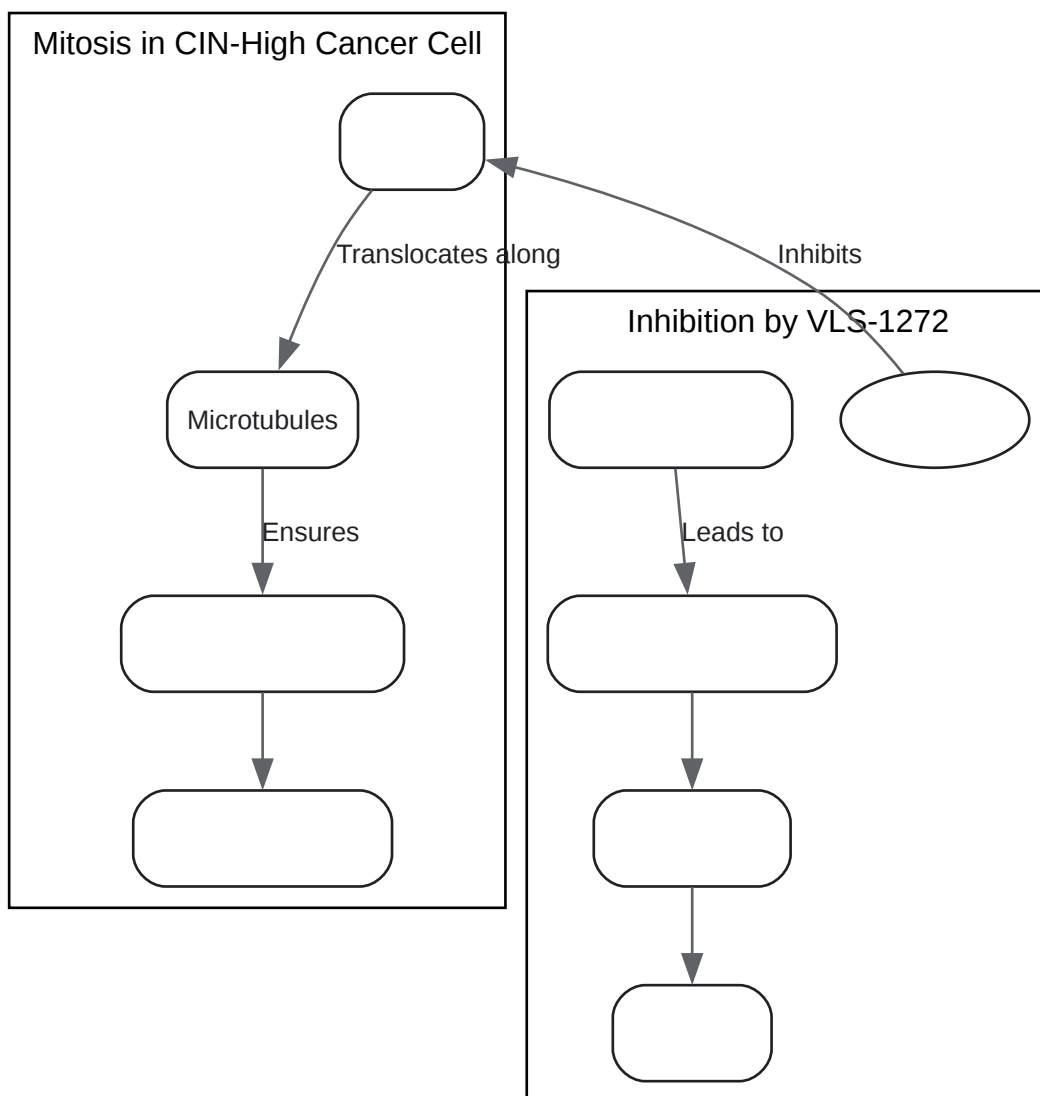 Mitosis in CIN-High Cancer Cell
Translocates along
Inhibits
Inhibition by VLS-1272
Microtubules
Ensures
Leads to